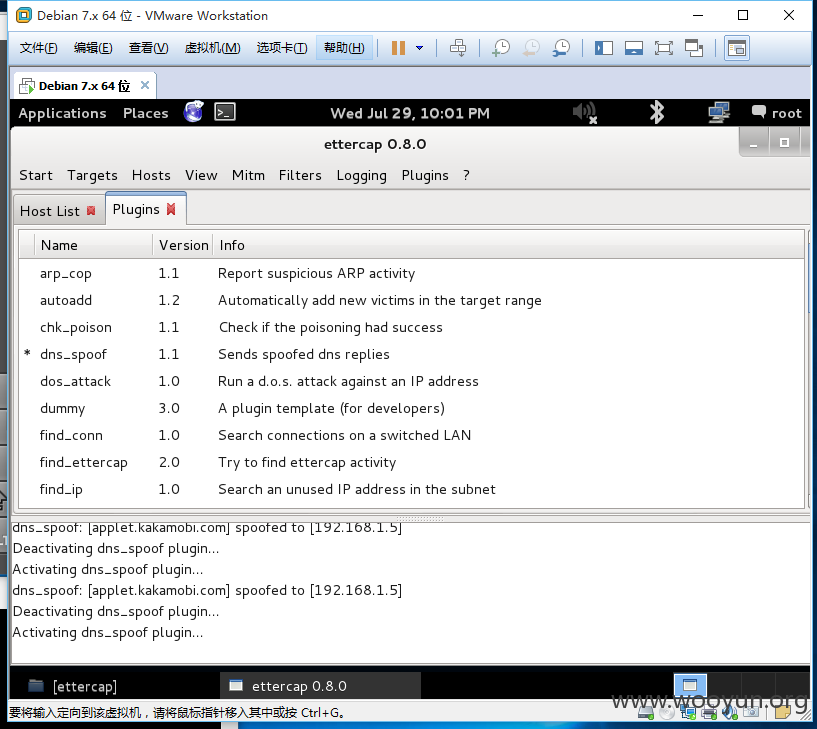 Debian 7.x 64 位 - VMware Workstation
文件(F) 编辑(E) 查看(V) 虚拟机(M) 选项卡(T) 帮助(H)
Debian 7.x 64 位
Applications Places Wed Jul 29, 10:01 PM root
ettercap 0.8.0
Start Targets Hosts View Mitm Filters Logging Plugins ?
Host List Plugins
Name Version Info
arp_cop 1.1 Report suspicious ARP activity
autoadd 1.2 Automatically add new victims in the target range
chk_poison 1.1 Check if the poisoning had success
* dns_spoof 1.1 Sends spoofed dns replies
dos_attack 1.0 Run a d.o.s. attack against an IP address
dummy 3.0 A plugin template (for developers)
find_conn 1.0 Search connections on a switched LAN
find_ettercap 2.0 Try to find ettercap activity
find_ip 1.0 Search an unused IP address in the subnet
dns_spoof: [applet.kakamobi.com] spoofed to [192.168.1.5]
Deactivating dns_spoof plugin...
Activating dns_spoof plugin...
dns_spoof: [applet.kakamobi.com] spoofed to [192.168.1.5]
Deactivating dns_spoof plugin...
Activating dns_spoof plugin...
[ettercap] ettercap 0.8.0
www.wooyun.org
要将输入定向到该虚拟机，请将鼠标指针移入其中或按 Ctrl+G。